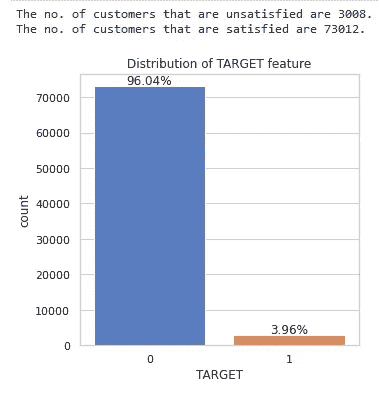 The no. of customers that are unsatisfied are 3008.
The no. of customers that are satisfied are 73012.
Distribution of TARGET feature
96.04%
70000
60000
50000
40000
30000
20000
10000
0
count
3.96%
0 1
TARGET